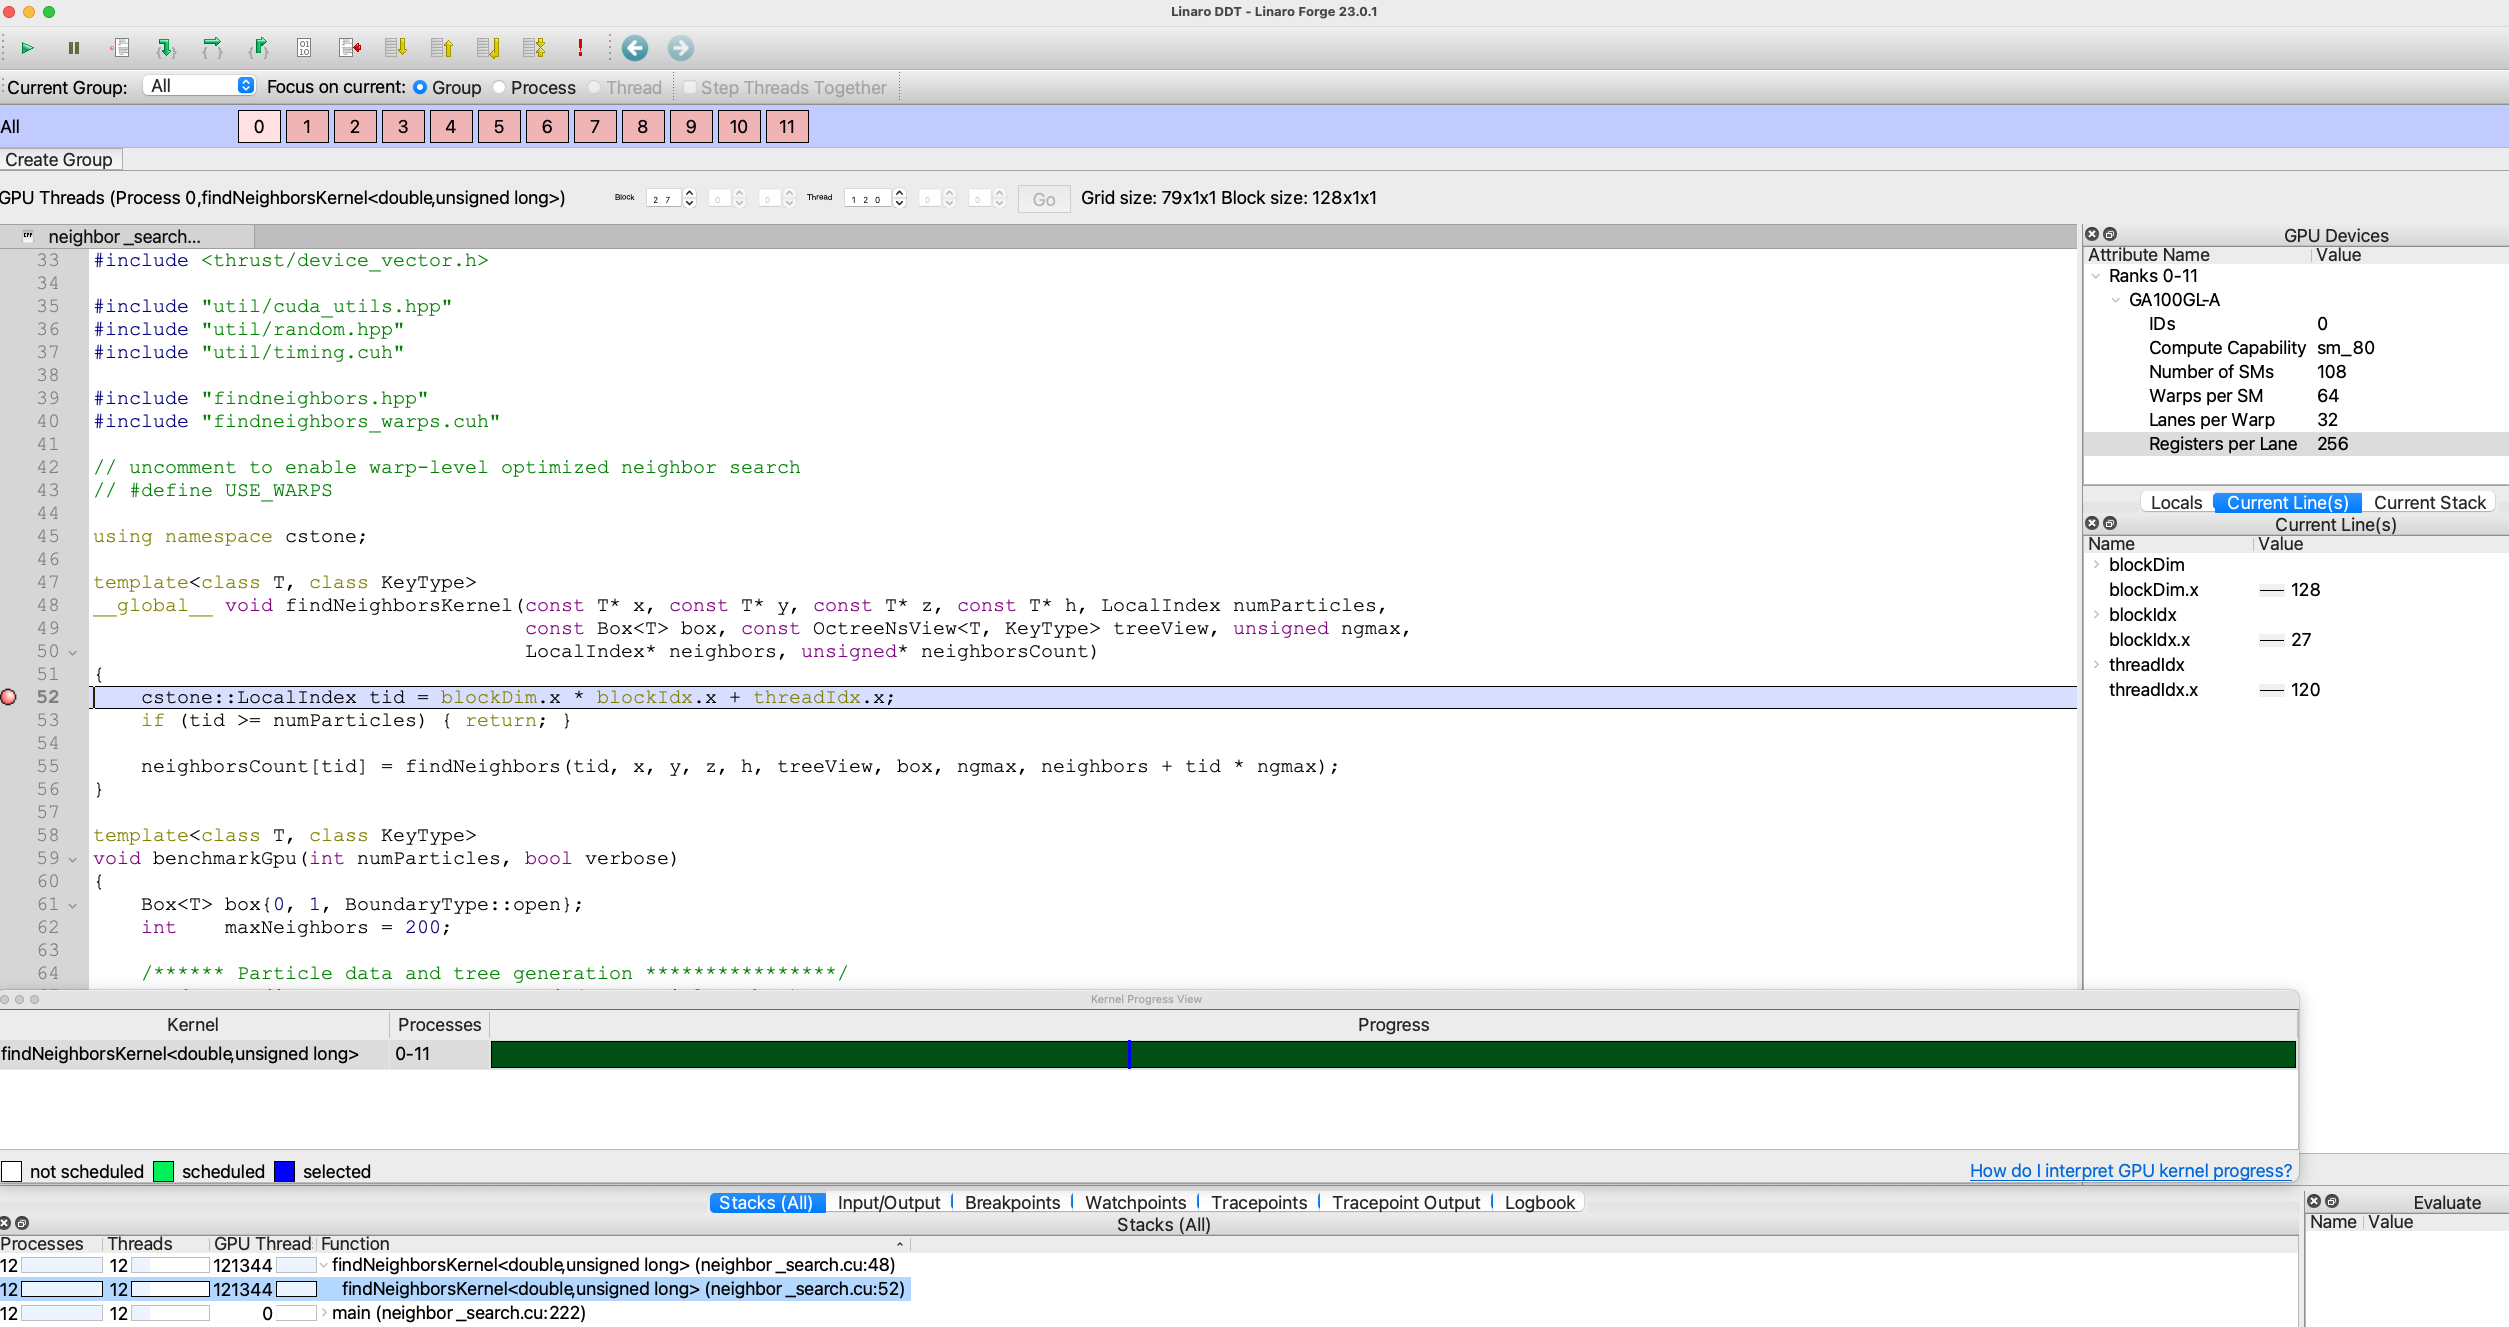 Linaro DDT - Linaro Forge 23.0.1
Current Group: All Focus on current: Group Process Thread Step Threads Together
All 0 1 2 3 4 5 6 7 8 9 10 11
Create Group
GPU Threads (Process 0,findNeighborsKernel<double,unsigned long>) Block 27 0 0 Thread 120 0 0 Go Grid size: 79x1x1 Block size: 128x1x1
neighbor_search...
33 #include <thrust/device_vector.h>
34
35 #include "util/cuda_utils.hpp"
36 #include "util/random.hpp"
37 #include "util/timing.cuh"
38
39 #include "findneighbors.hpp"
40 #include "findneighbors_warps.cuh"
41
42 // uncomment to enable warp-level optimized neighbor search
43 // #define USE_WARPS
44
45 using namespace cstone;
46
47 template<class T, class KeyType>
48 __global__ void findNeighborsKernel(const T* x, const T* y, const T* z, const T* h, LocalIndex numParticles,
49 const Box<T> box, const OctreeNsView<T, KeyType> treeView, unsigned ngmax,
50 LocalIndex* neighbors, unsigned* neighborsCount)
51 {
52 cstone::LocalIndex tid = blockDim.x * blockIdx.x + threadIdx.x;
53 if (tid >= numParticles) { return; }
54
55 neighborsCount[tid] = findNeighbors(tid, x, y, z, h, treeView, box, ngmax, neighbors + tid * ngmax);
56 }
57
58 template<class T, class KeyType>
59 void benchmarkGpu(int numParticles, bool verbose)
60 {
61 Box<T> box{0, 1, BoundaryType::open};
62 int maxNeighbors = 200;
63
64 /****** Particle data and tree generation ****************/
GPU Devices
Attribute Name Value
Ranks 0-11
GA100GL-A
IDs 0
Compute Capability sm_80
Number of SMs 108
Warps per SM 64
Lanes per Warp 32
Registers per Lane 256
Locals Current Line(s) Current Stack
Current Line(s)
Name Value
blockDim
blockDim.x 128
blockIdx
blockIdx.x 27
threadIdx
threadIdx.x 120
Kernel Progress View
Kernel Processes Progress
findNeighborsKernel<double,unsigned long> 0-11
not scheduled scheduled selected How do I interpret GPU kernel progress?
Stacks (All) Input/Output Breakpoints Watchpoints Tracepoints Tracepoint Output Logbook
Stacks (All)
Processes Threads GPU Thread Function
12 12 121344 findNeighborsKernel<double,unsigned long> (neighbor_search.cu:48)
12 12 121344 findNeighborsKernel<double,unsigned long> (neighbor_search.cu:52)
12 12 0 main (neighbor_search.cu:222)
Evaluate
Name Value